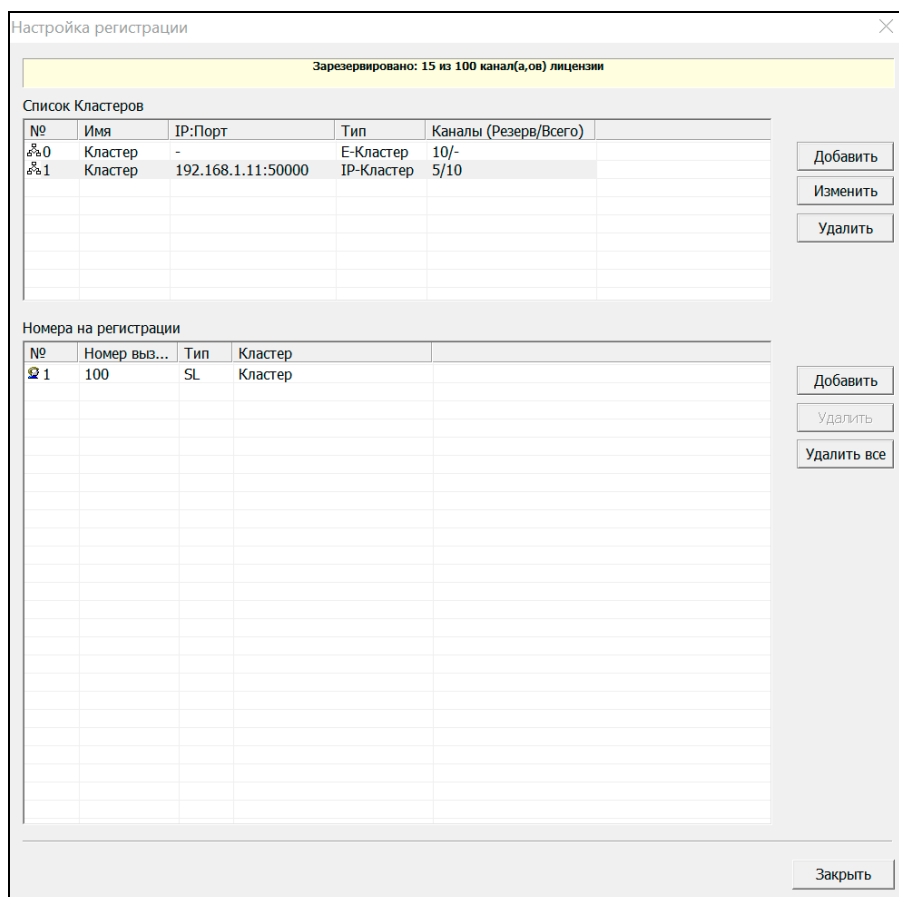 Настройка регистрации
Зарезервировано: 15 из 100 канал(а,ов) лицензии
Список Кластеров
№ Имя IP:Порт Тип Каналы (Резерв/Всего)
0 Кластер - E-Кластер 10/-
1 Кластер 192.168.1.11:50000 IP-Кластер 5/10
Добавить
Изменить
Удалить
Номера на регистрации
№ Номер выз... Тип Кластер
1 100 SL Кластер
Добавить
Удалить
Удалить все
Закрыть